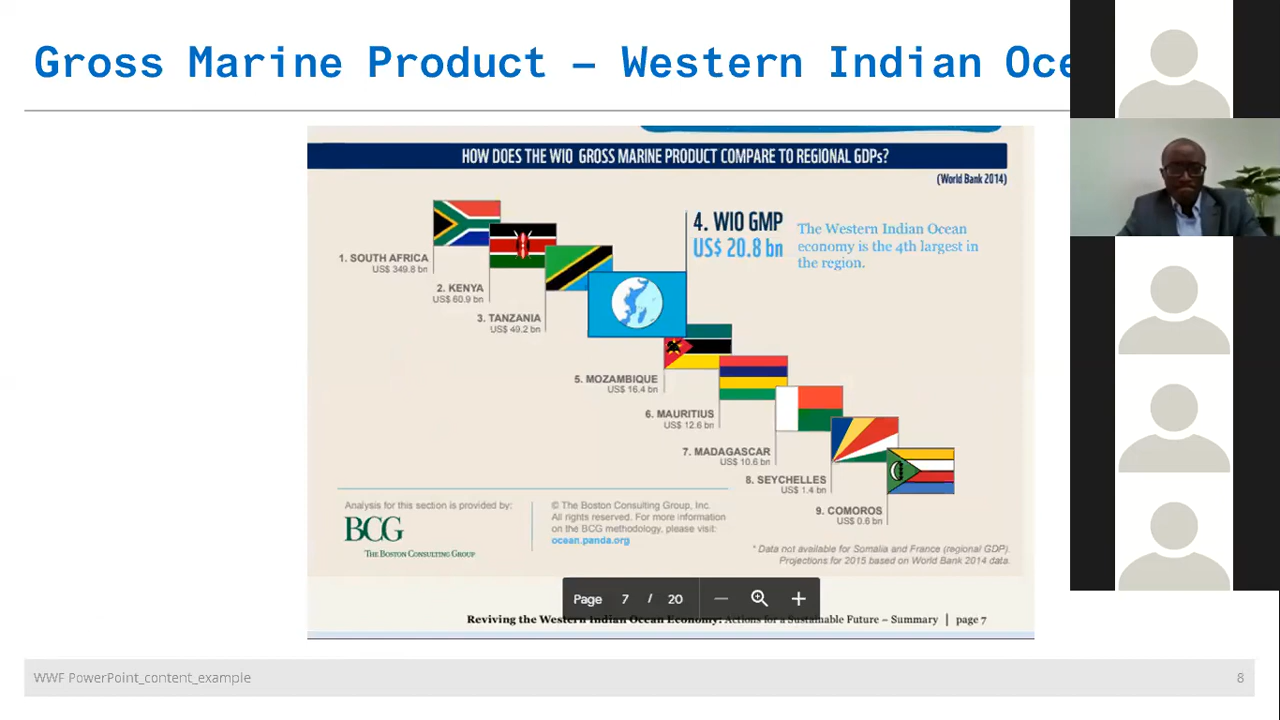 Gross Marine Product – Western Indian Oce
HOW DOES THE WIO GROSS MARINE PRODUCT COMPARE TO REGIONAL GDPs?
(World Bank 2014)
4. WIO GMP
US$ 20.8 bn
The Western Indian Ocean
economy is the 4th largest in
the region.
1. SOUTH AFRICA
US$ 349.8 bn
2. KENYA
US$ 60.9 bn
3. TANZANIA
US$ 49.2 bn
5. MOZAMBIQUE
US$ 16.4 bn
6. MAURITIUS
US$ 12.6 bn
7. MADAGASCAR
US$ 10.6 bn
8. SEYCHELLES
US$ 1.4 bn
9. COMOROS
US$ 0.6 bn
Analysis for this section is provided by:
BCG
THE BOSTON CONSULTING GROUP
© The Boston Consulting Group, Inc.
All rights reserved. For more information
on the BCG methodology, please visit:
ocean.panda.org
* Data not available for Somalia and France (regional GDP).
Projections for 2015 based on World Bank 2014 data.
Page 7 / 20
Reviving the Western Indian Ocean Economy: Actions for a Sustainable Future – Summary | page 7
WWF PowerPoint_content_example
8